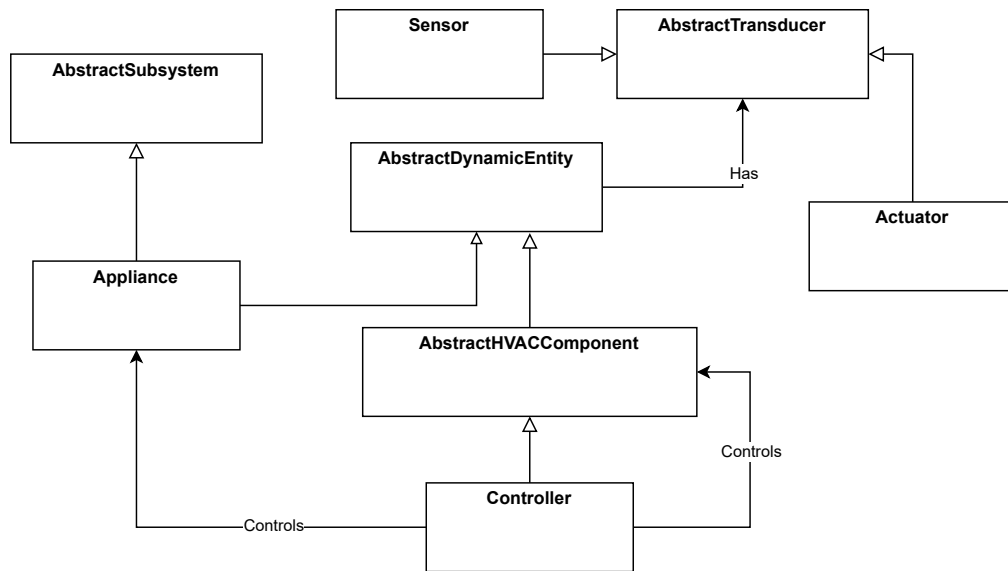 Sensor
AbstractTransducer
AbstractSubsystem
AbstractDynamicEntity
Has
Actuator
Appliance
AbstractHVACComponent
Controls
Controller
Controls